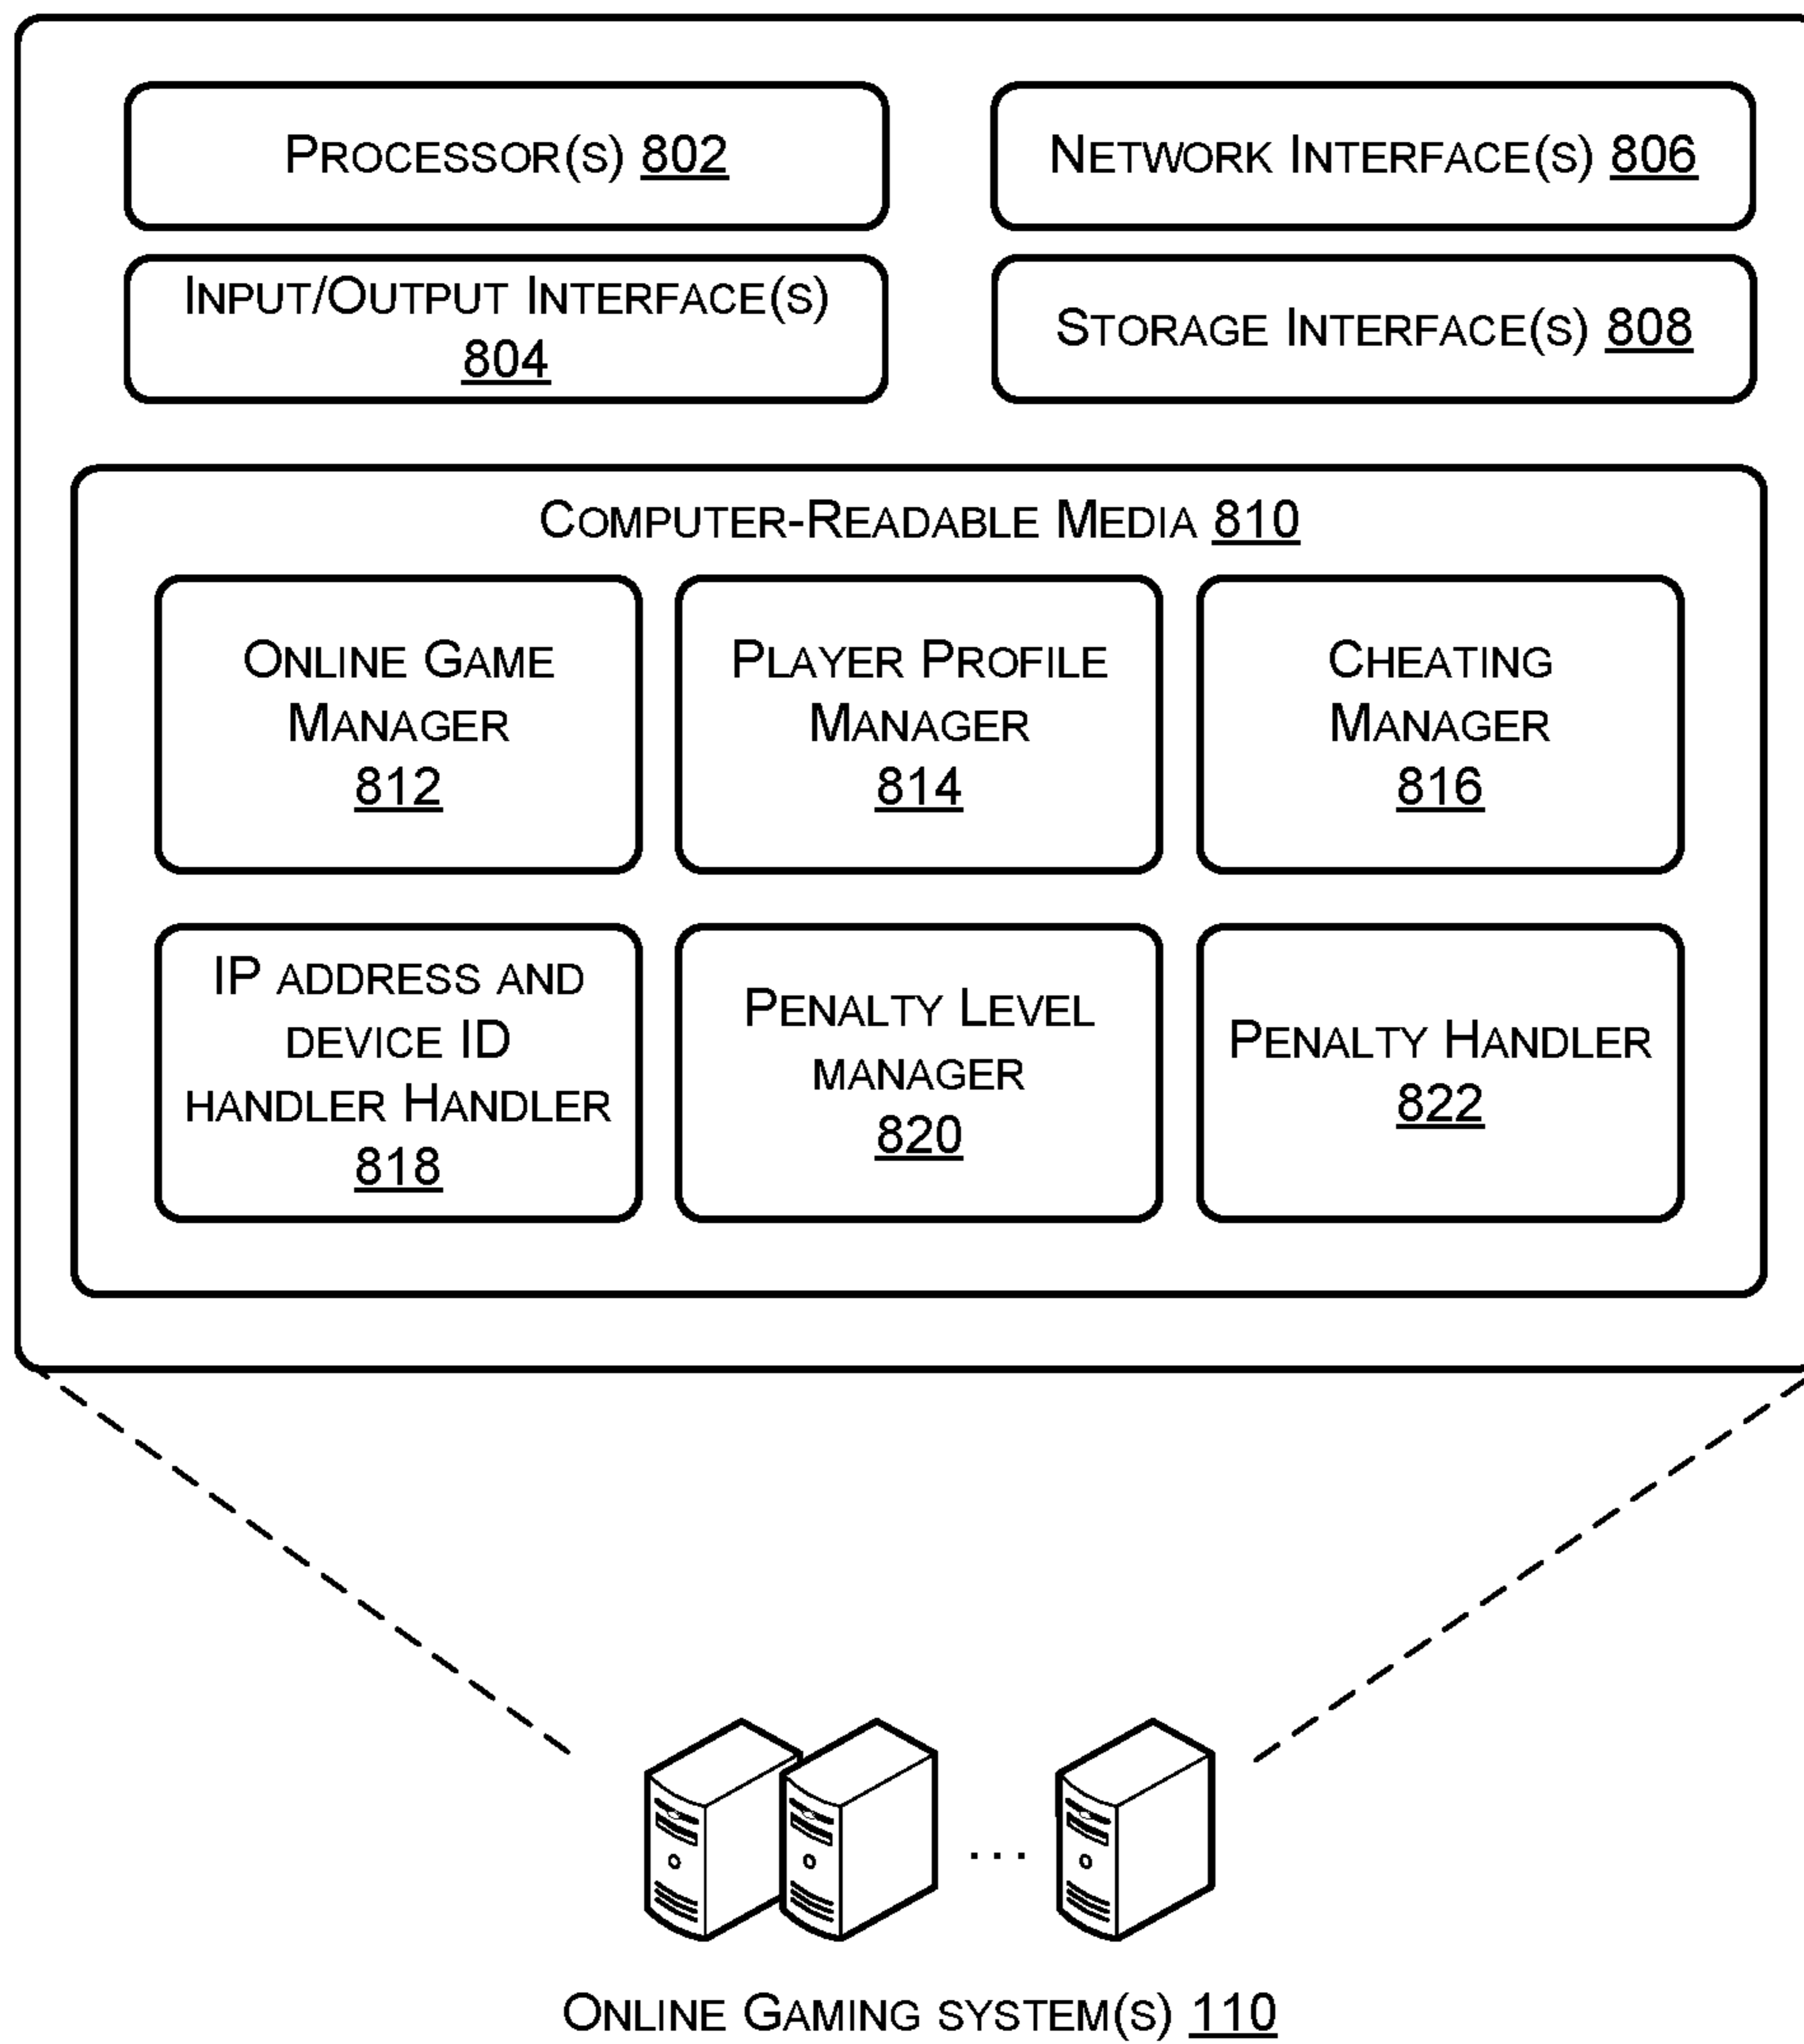 PROCESSOR(S) 802
NETWORK INTERFACE(S) 806
INPUT/OUTPUT INTERFACE(S)
804
STORAGE INTERFACE(S) 808
COMPUTER-READABLE MEDIA 810
ONLINE GAME
MANAGER
812
PLAYER PROFILE
MANAGER
814
CHEATING
MANAGER
816
IP ADDRESS AND
DEVICE ID
HANDLER HANDLER
818
PENALTY LEVEL
MANAGER
820
PENALTY HANDLER
822
...
ONLINE GAMING SYSTEM(S) 110